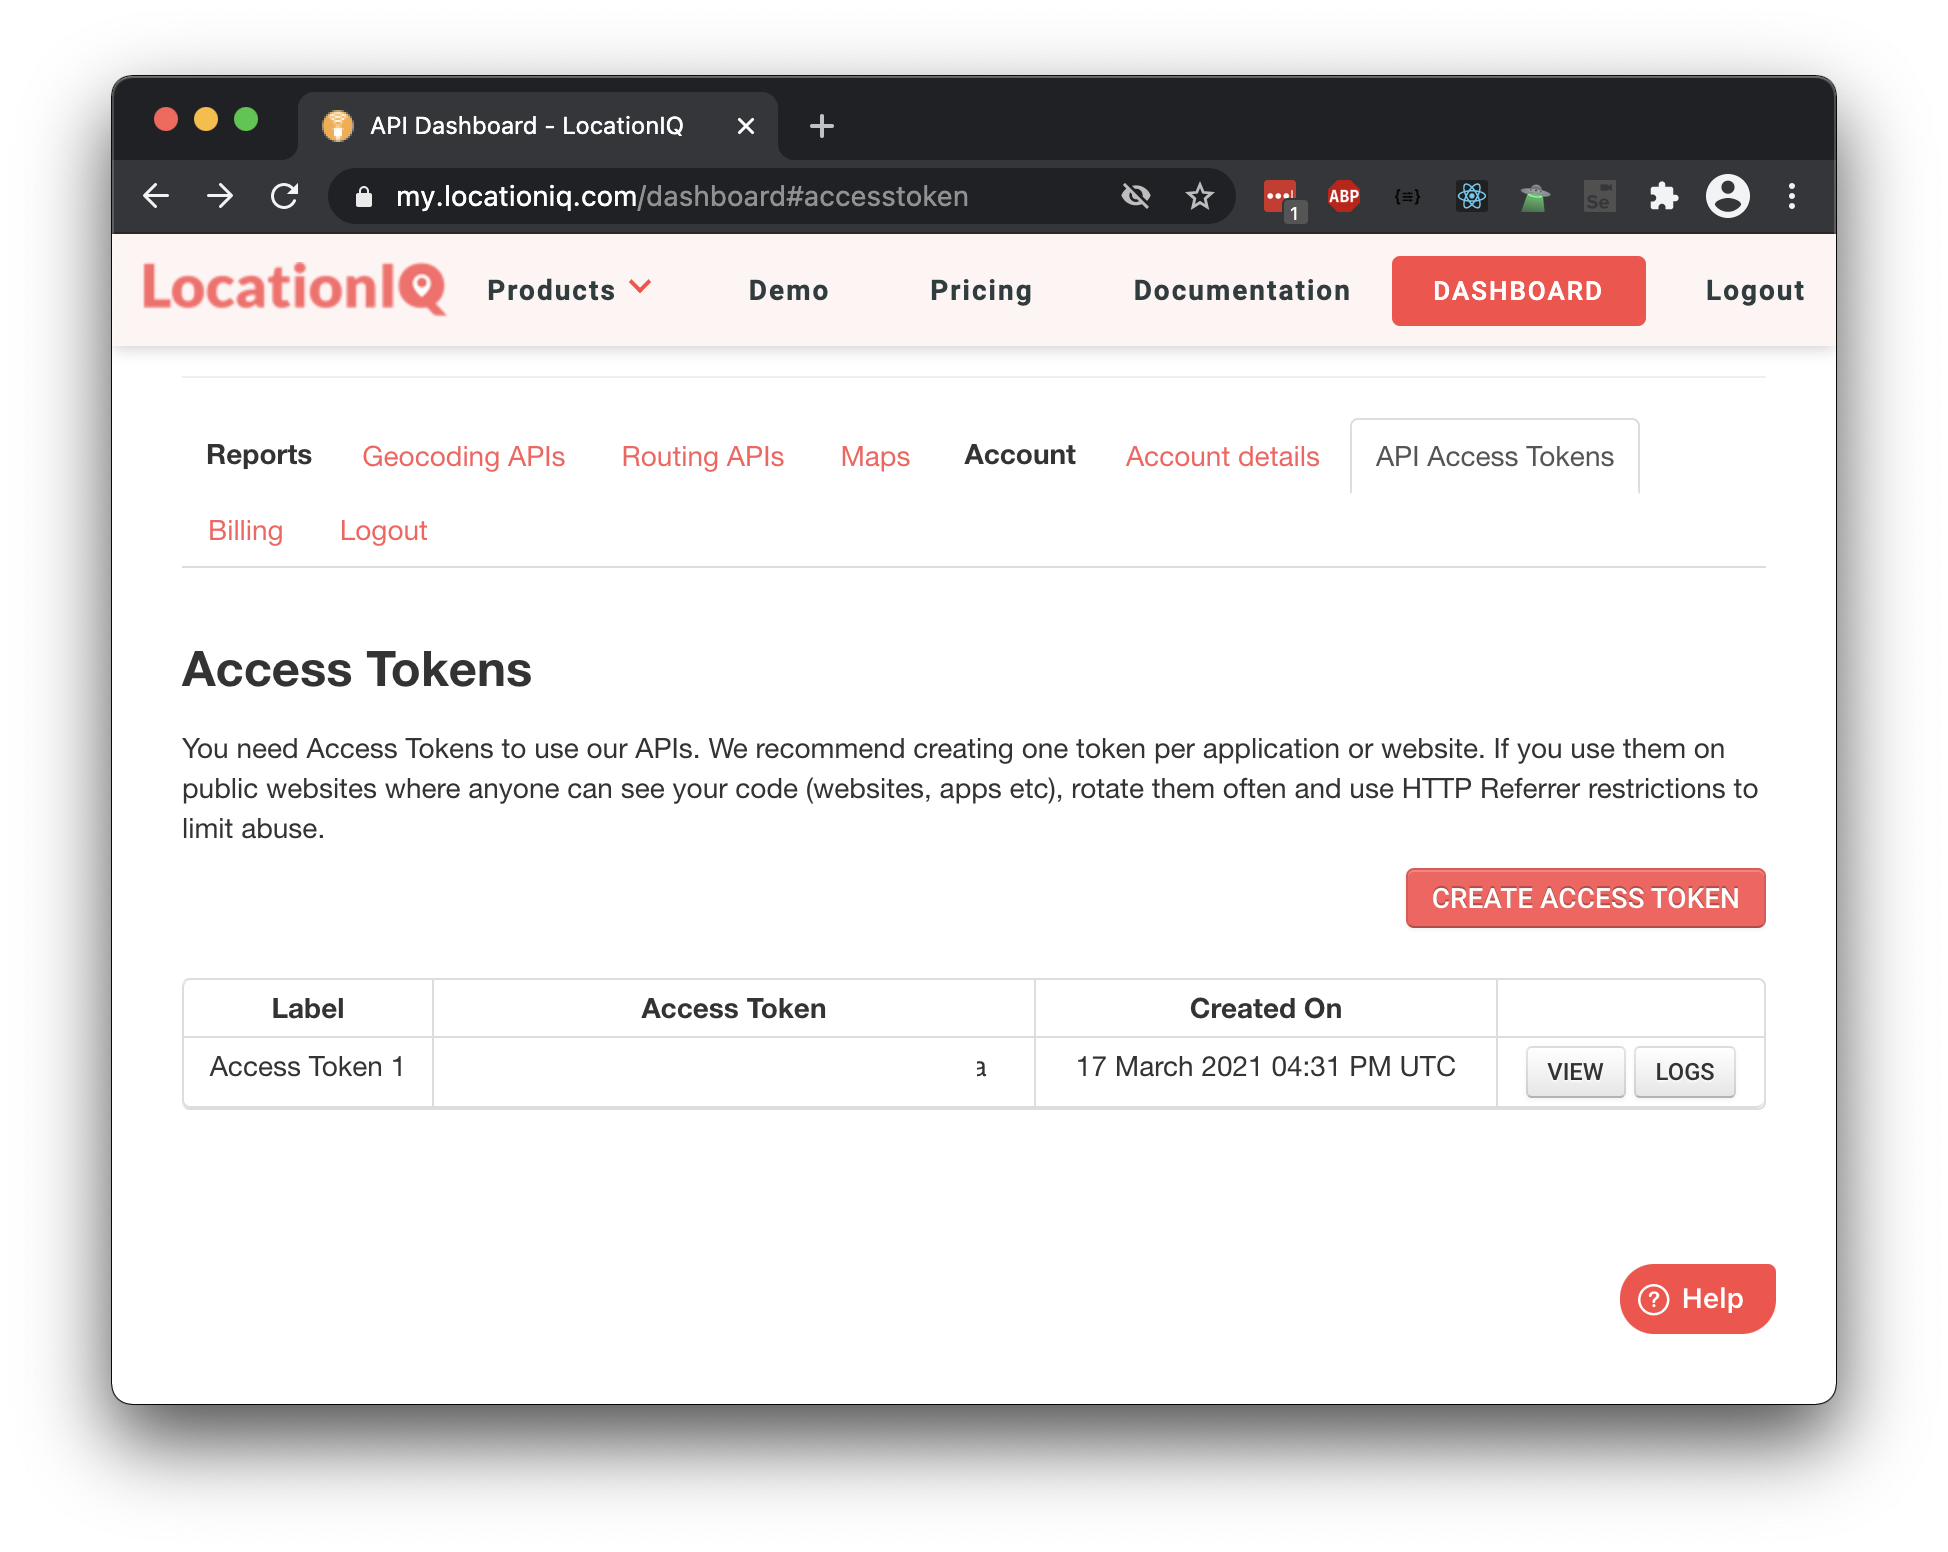 API Dashboard - LocationIQ
my.locationiq.com/dashboard#accesstoken
1
ABP
{≡}
Se
LocationIQ
Products
Demo
Pricing
Documentation
DASHBOARD
Logout
Reports
Geocoding APIs
Routing APIs
Maps
Account
Account details
API Access Tokens
Billing
Logout
Access Tokens
You need Access Tokens to use our APIs. We recommend creating one token per application or website. If you use them on
public websites where anyone can see your code (websites, apps etc), rotate them often and use HTTP Referrer restrictions to
limit abuse.
CREATE ACCESS TOKEN
Label Access Token Created On
Access Token 1 a 17 March 2021 04:31 PM UTC VIEW LOGS
? Help